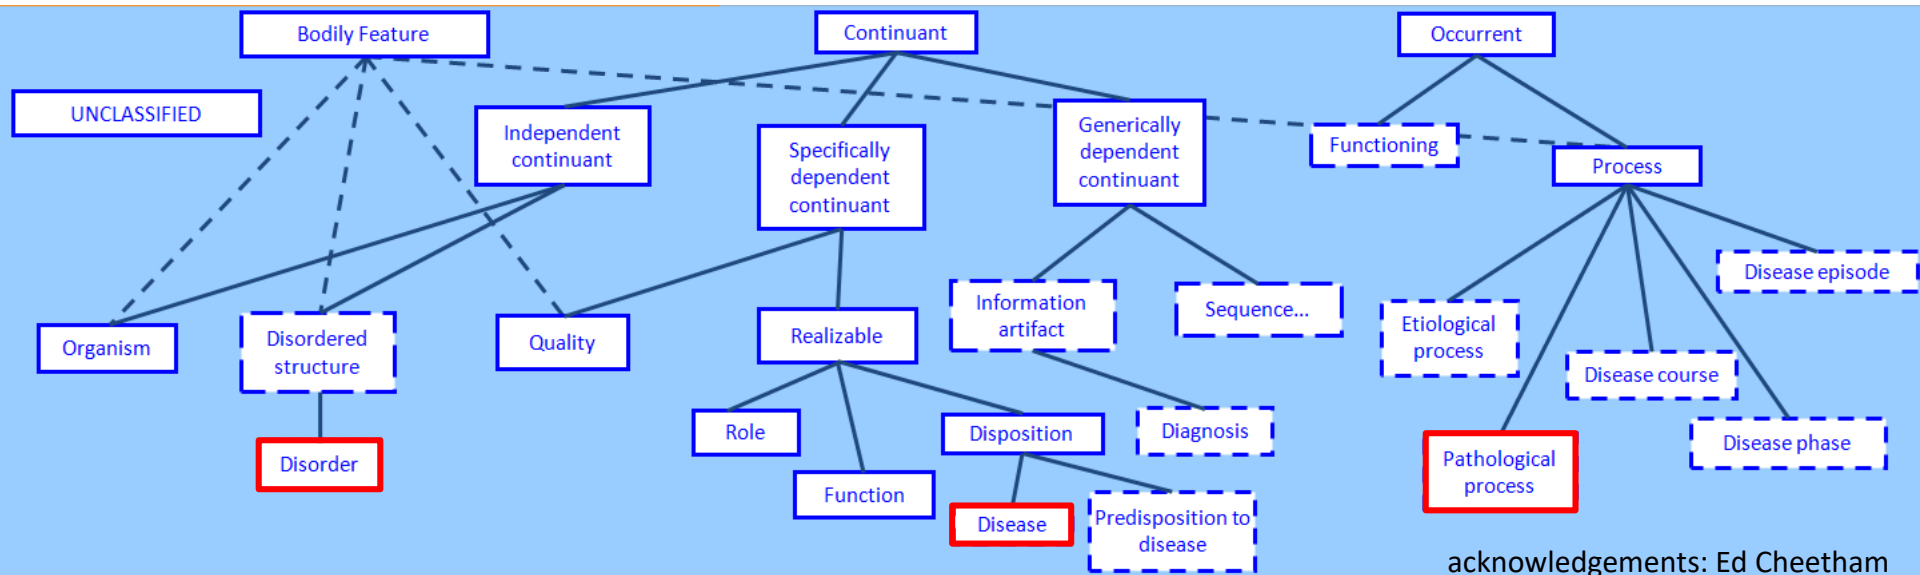 Bodily Feature
Continuant
Occurrent
UNCLASSIFIED
Independent
continuant
Specifically
dependent
continuant
Generically
dependent
continuant
Functioning
Process
Organism
Disordered
structure
Quality
Realizable
Information
artifact
Sequence...
Etiological
process
Disease episode
Disease course
Disorder
Role
Function
Disposition
Diagnosis
Disease
Predisposition to
disease
Pathological
process
Disease phase
acknowledgements: Ed Cheetham